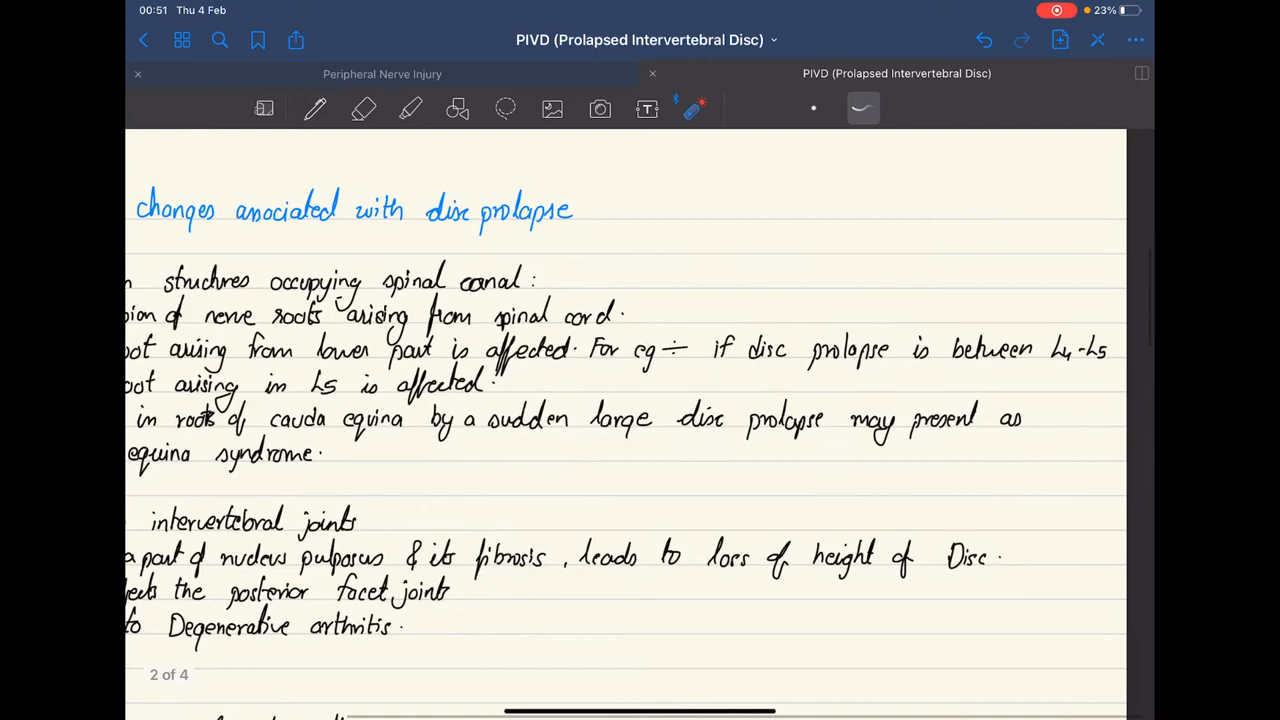 00:51 Thu 4 Feb
23%
PIVD (Prolapsed Intervertebral Disc)
Peripheral Nerve Injury
PIVD (Prolapsed Intervertebral Disc)
T
changes associated with disc prolapse
n structures occupying spinal canal :
sion of nerve roots arising from spinal cord.
oot arising from lower part is affected. For eg ÷ if disc prolapse is between L4-L5
oot arising in L5 is affected.
in roots of cauda equina by a sudden large disc prolapse may present as
equina syndrome.
intervertebral joints
a part of nucleus pulposus & its fibrosis, leads to loss of height of Disc.
ects the posterior facet joints
to Degenerative arthritis.
2 of 4